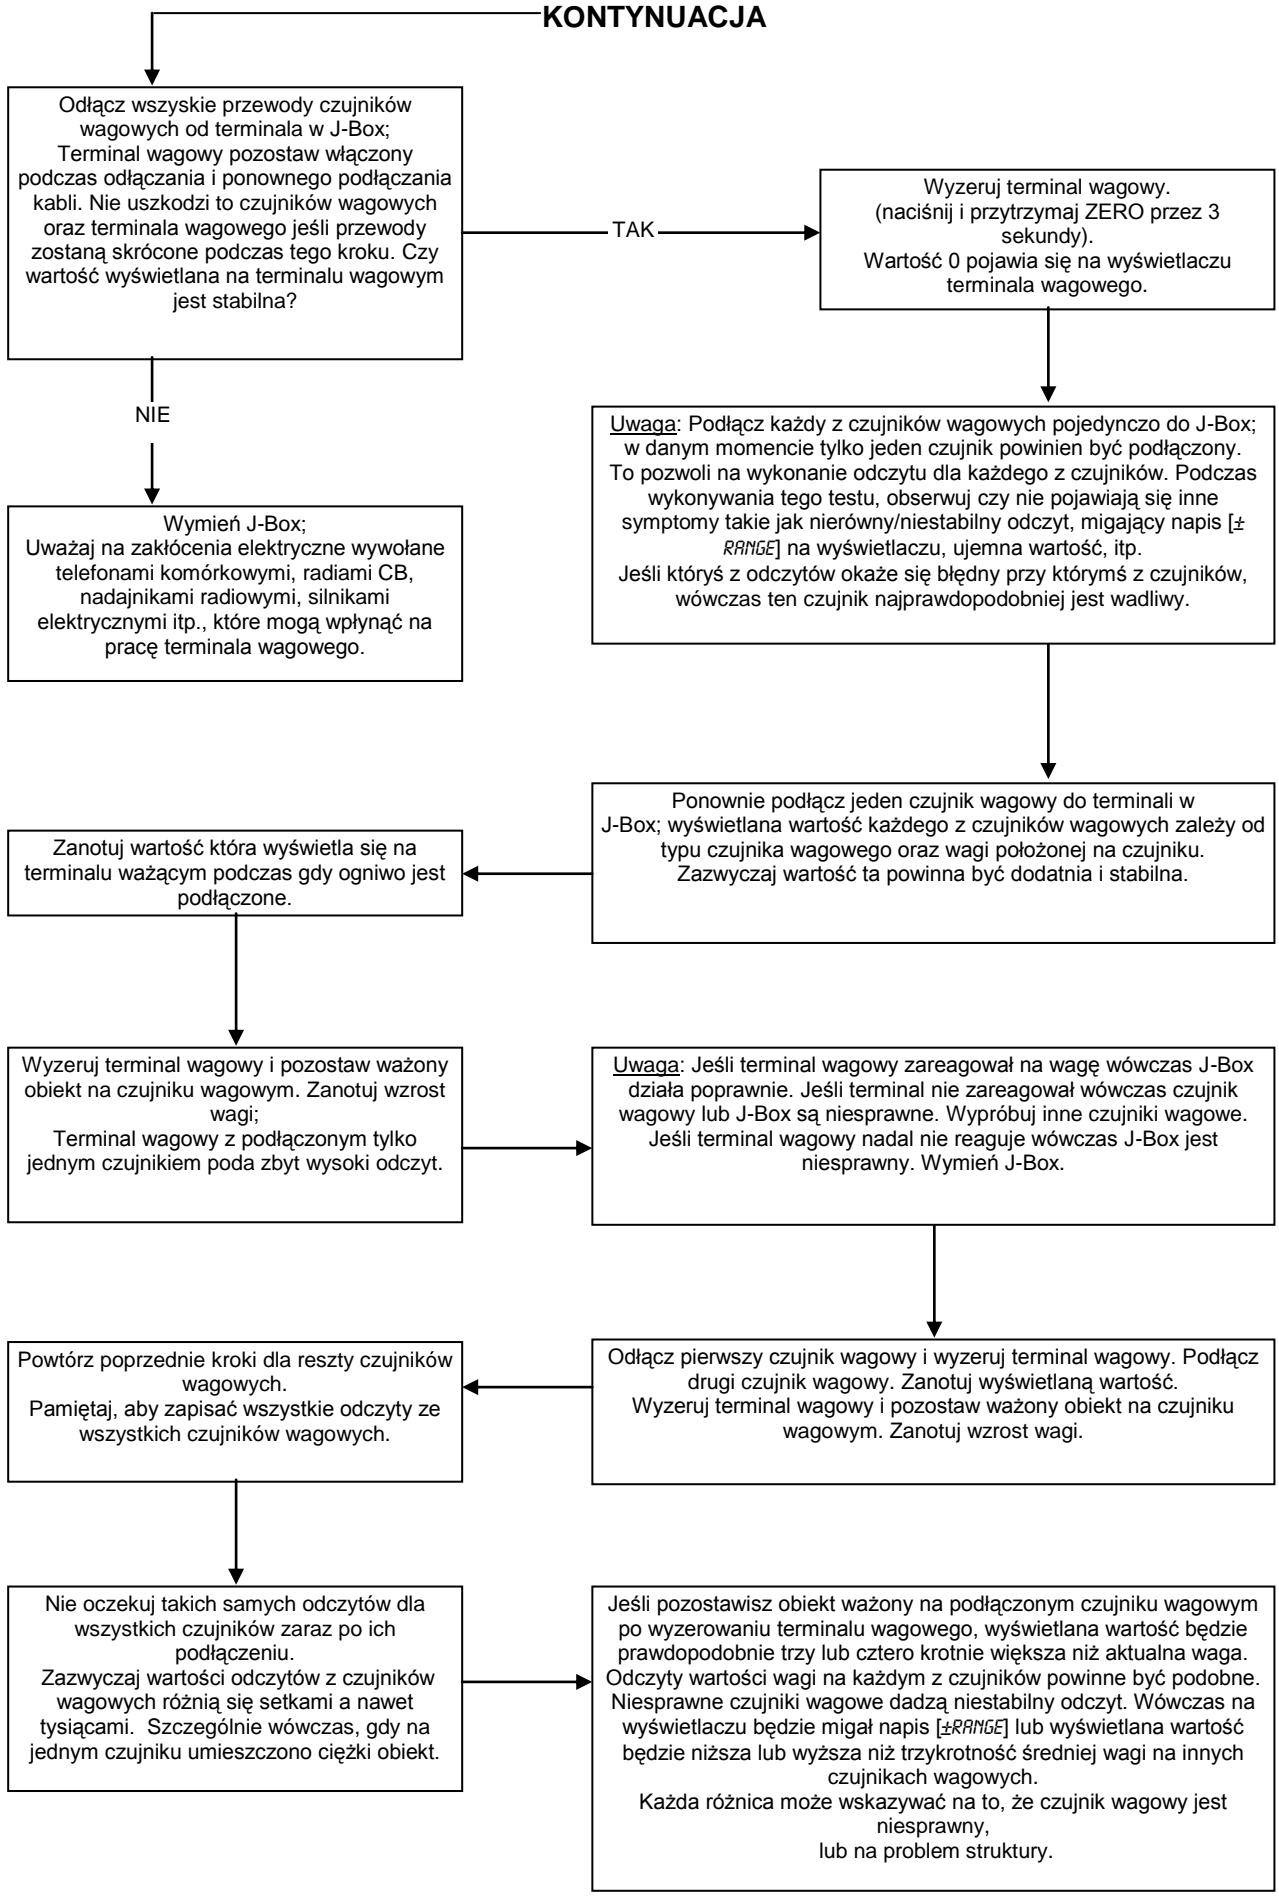 KONTYNUACJA
Odłącz wszyskie przewody czujników
wagowych od terminala w J-Box;
Terminal wagowy pozostaw włączony
podczas odłączania i ponownego podłączania
kabli. Nie uszkodzi to czujników wagowych
oraz terminala wagowego jeśli przewody
zostaną skrócone podczas tego kroku. Czy
wartość wyświetlana na terminalu wagowym
jest stabilna?
TAK
Wyzeruj terminal wagowy.
(naciśnij i przytrzymaj ZERO przez 3
sekundy).
Wartość 0 pojawia się na wyświetlaczu
terminala wagowego.
NIE
Wymień J-Box;
Uważaj na zakłócenia elektryczne wywołane
telefonami komórkowymi, radiami CB,
nadajnikami radiowymi, silnikami
elektrycznymi itp., które mogą wpłynąć na
pracę terminala wagowego.
Uwaga: Podłącz każdy z czujników wagowych pojedynczo do J-Box;
w danym momencie tylko jeden czujnik powinien być podłączony.
To pozwoli na wykonanie odczytu dla każdego z czujników. Podczas
wykonywania tego testu, obserwuj czy nie pojawiają się inne
symptomy takie jak nierówny/niestabilny odczyt, migający napis [±
RANGE] na wyświetlaczu, ujemna wartość, itp.
Jeśli któryś z odczytów okaże się błędny przy którymś z czujników,
wówczas ten czujnik najprawdopodobniej jest wadliwy.
Ponownie podłącz jeden czujnik wagowy do terminali w
J-Box; wyświetlana wartość każdego z czujników wagowych zależy od
typu czujnika wagowego oraz wagi położonej na czujniku.
Zazwyczaj wartość ta powinna być dodatnia i stabilna.
Zanotuj wartość która wyświetla się na
terminalu ważącym podczas gdy ogniwo jest
podłączone.
Wyzeruj terminal wagowy i pozostaw ważony
obiekt na czujniku wagowym. Zanotuj wzrost
wagi;
Terminal wagowy z podłączonym tylko
jednym czujnikiem poda zbyt wysoki odczyt.
Uwaga: Jeśli terminal wagowy zareagował na wagę wówczas J-Box
działa poprawnie. Jeśli terminal nie zareagował wówczas czujnik
wagowy lub J-Box są niesprawne. Wypróbuj inne czujniki wagowe.
Jeśli terminal wagowy nadal nie reaguje wówczas J-Box jest
niesprawny. Wymień J-Box.
Odłącz pierwszy czujnik wagowy i wyzeruj terminal wagowy. Podłącz
drugi czujnik wagowy. Zanotuj wyświetlaną wartość.
Wyzeruj terminal wagowy i pozostaw ważony obiekt na czujniku
wagowym. Zanotuj wzrost wagi.
Powtórz poprzednie kroki dla reszty czujników
wagowych.
Pamiętaj, aby zapisać wszystkie odczyty ze
wszystkich czujników wagowych.
Nie oczekuj takich samych odczytów dla
wszystkich czujników zaraz po ich
podłączeniu.
Zazwyczaj wartości odczytów z czujników
wagowych różnią się setkami a nawet
tysiącami. Szczególnie wówczas, gdy na
jednym czujniku umieszczono ciężki obiekt.
Jeśli pozostawisz obiekt ważony na podłączonym czujniku wagowym
po wyzerowaniu terminalu wagowego, wyświetlana wartość będzie
prawdopodobnie trzy lub cztero krotnie większa niż aktualna waga.
Odczyty wartości wagi na każdym z czujników powinne być podobne.
Niesprawne czujniki wagowe dadzą niestabilny odczyt. Wówczas na
wyświetlaczu będzie migał napis [±RANGE] lub wyświetlana wartość
będzie niższa lub wyższa niż trzykrotność średniej wagi na innych
czujnikach wagowych.
Każda różnica może wskazywać na to, że czujnik wagowy jest
niesprawny,
lub na problem struktury.